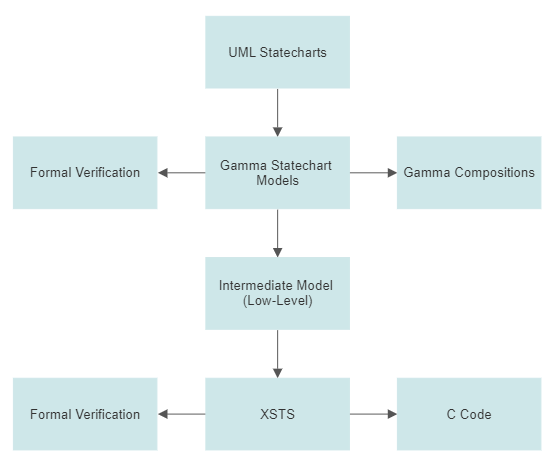 UML Statecharts
Formal Verification
Gamma Statechart
Models
Gamma Compositions
Intermediate Model
(Low-Level)
Formal Verification
XSTS
C Code